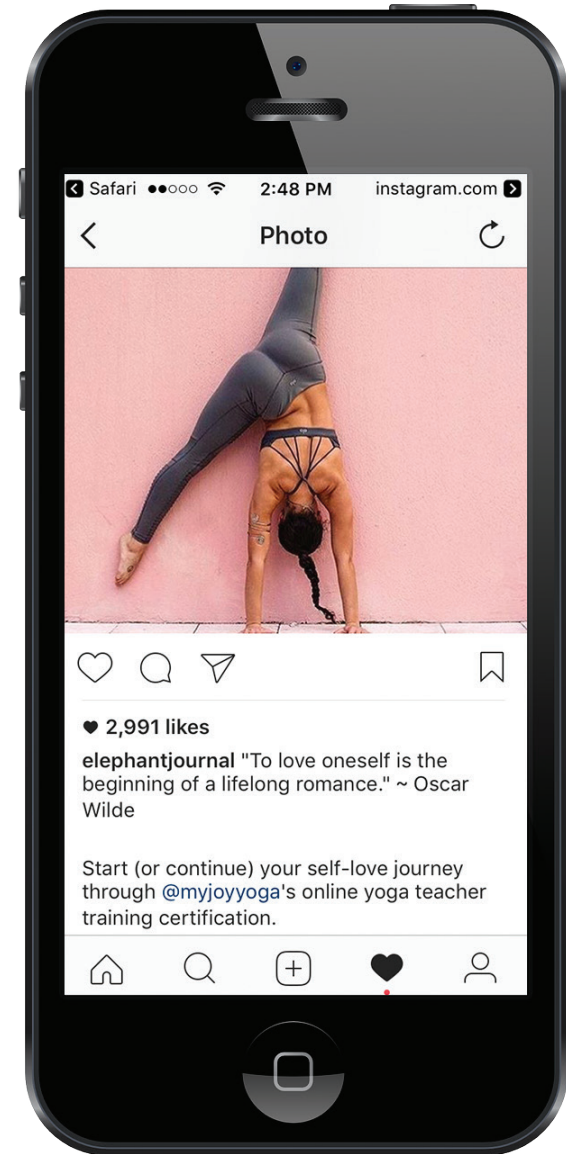 Safari 2:48 PM instagram.com
Photo
2,991 likes
elephantjournal "To love oneself is the
beginning of a lifelong romance." ~ Oscar
Wilde
Start (or continue) your self-love journey
through @myjoyyoga's online yoga teacher
training certification.